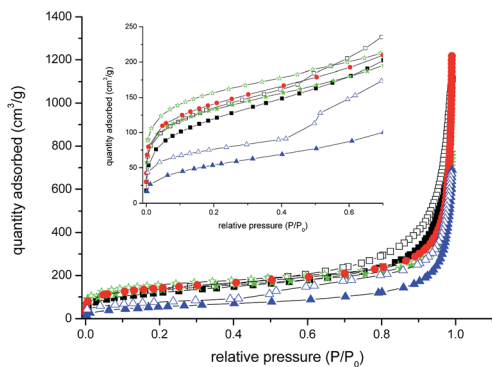 1400
1200
1000
800
600
400
200
0
quantity adsorbed (cm³/g)
0.0 0.2 0.4 0.6 0.8 1.0
relative pressure (P/P₀)
250
200
150
100
50
0
quantity adsorbed (cm³/g)
0.0 0.2 0.4 0.6
relative pressure (P/P₀)